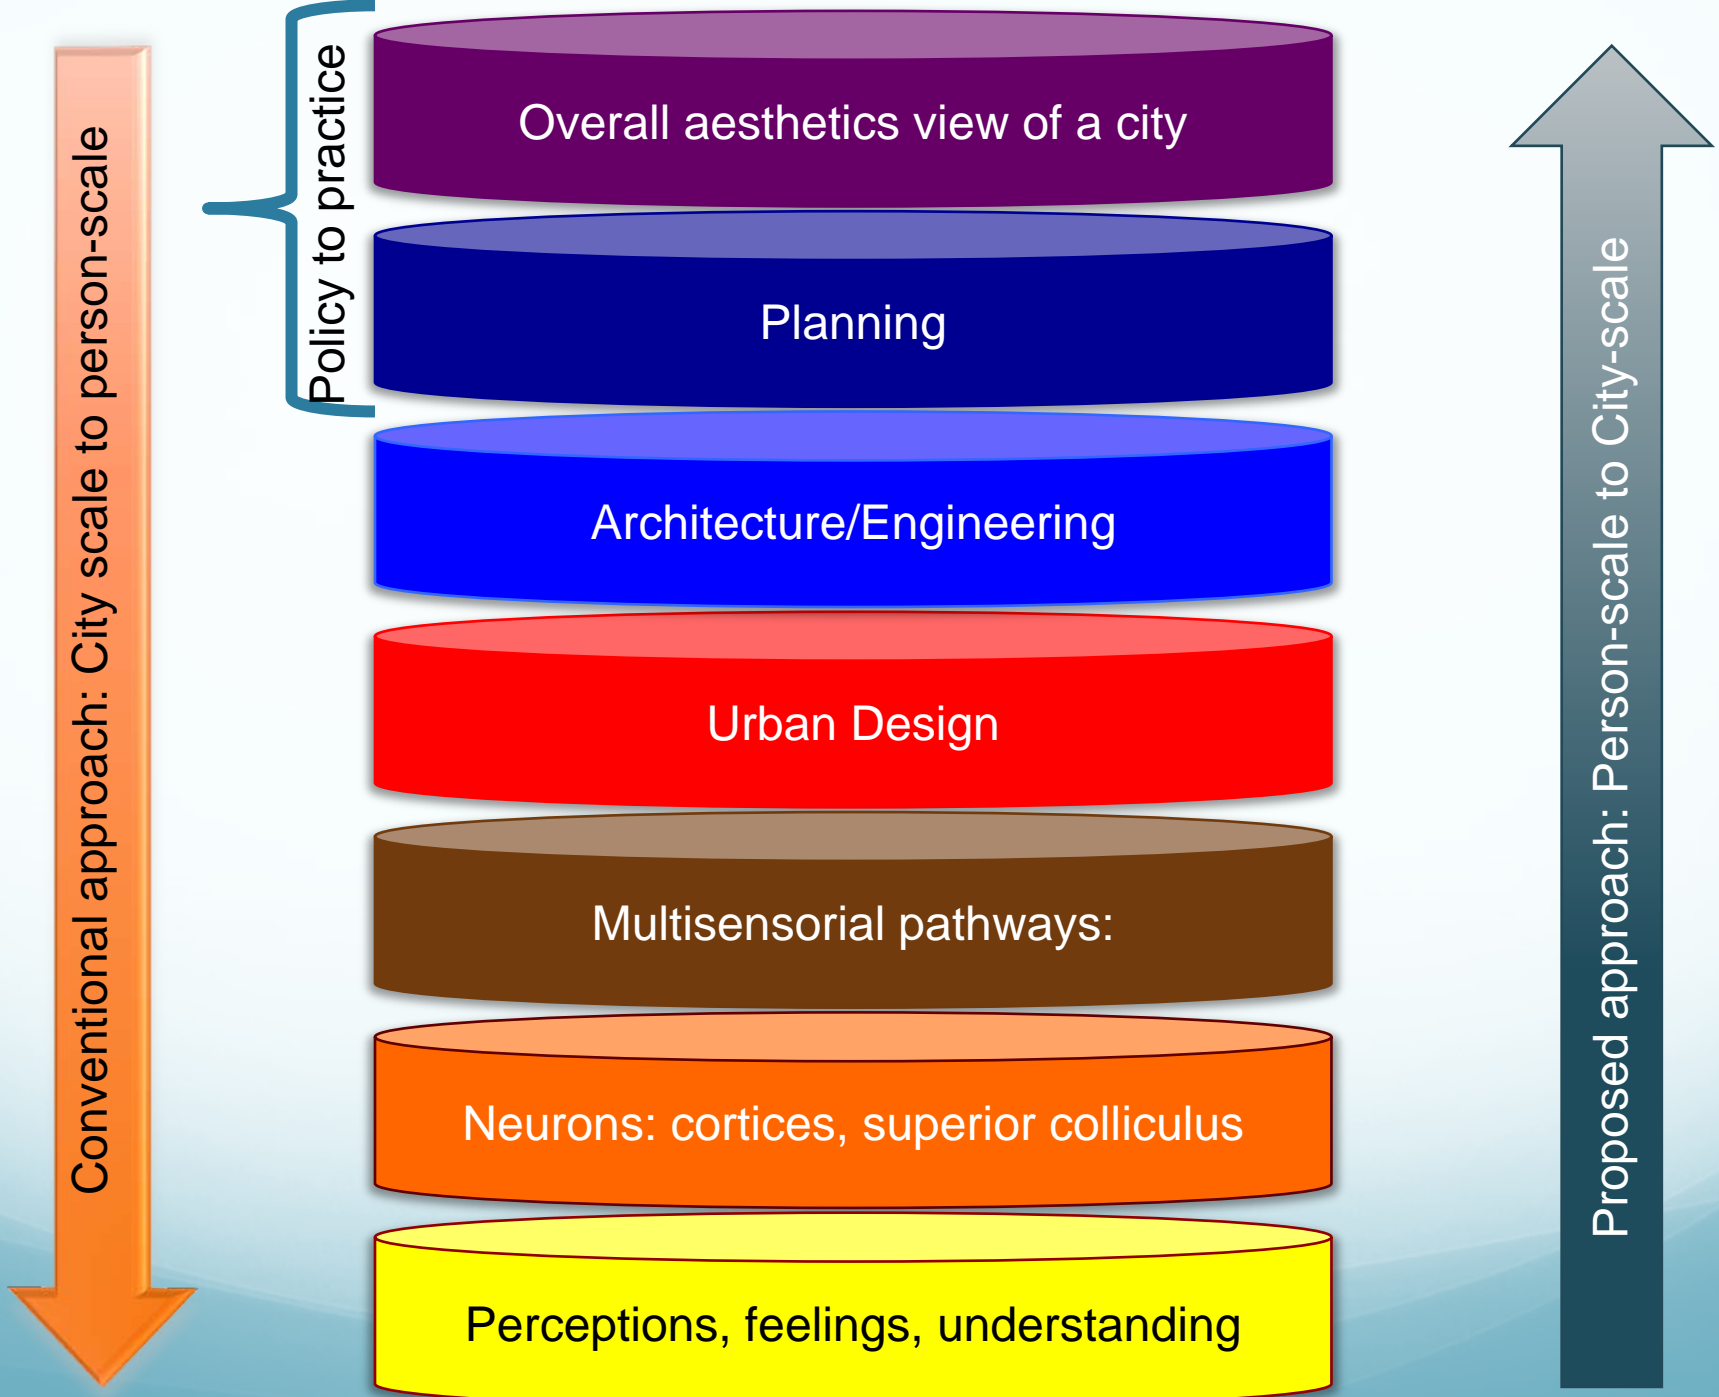 Conventional approach: City scale to person-scale
Policy to practice
Overall aesthetics view of a city
Planning
Architecture/Engineering
Urban Design
Multisensorial pathways:
Neurons: cortices, superior colliculus
Perceptions, feelings, understanding
Proposed approach: Person-scale to City-scale